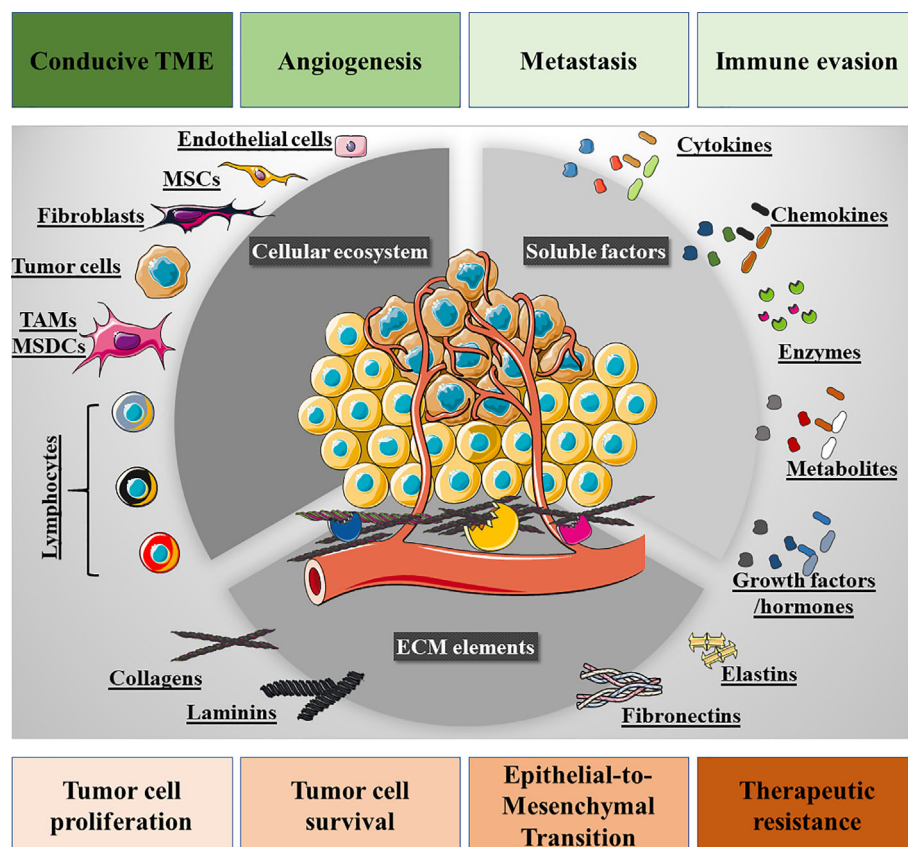 Conducive TME
Angiogenesis
Metastasis
Immune evasion
Endothelial cells
MSCs
Fibroblasts
Tumor cells
TAMs
MSDCs
Lymphocytes
Cellular ecosystem
Soluble factors
Cytokines
Chemokines
Enzymes
Metabolites
Growth factors
/hormones
ECM elements
Collagens
Laminins
Elastins
Fibronectins
Tumor cell
proliferation
Tumor cell
survival
Epithelial-to-
Mesenchymal
Transition
Therapeutic
resistance